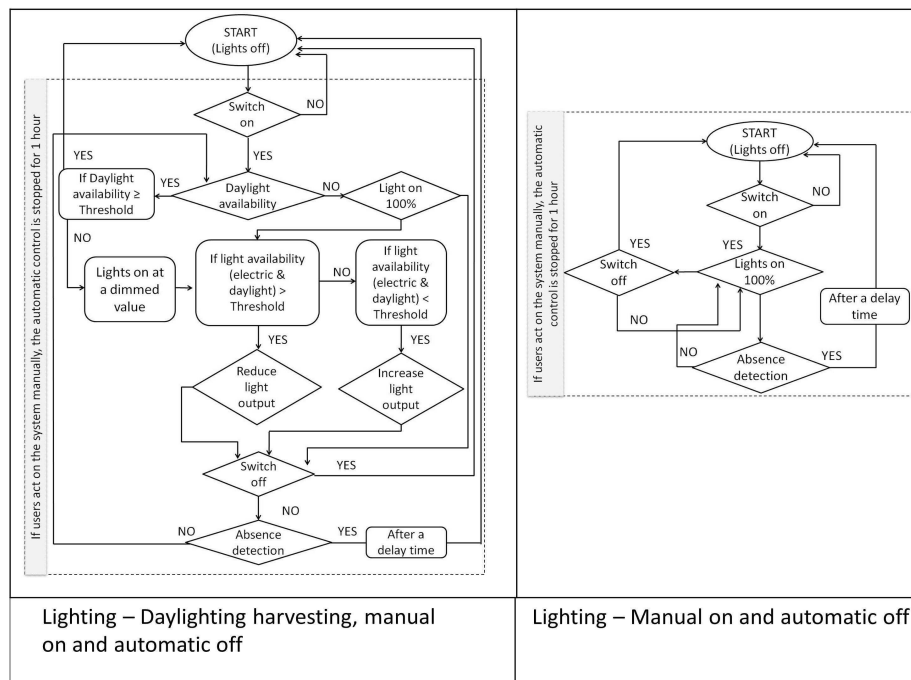 If users act on the system manually, the automatic control is stopped for 1 hour
START
(Lights off)
Switch
on
NO
YES
YES
If Daylight
availability ≥
Threshold
YES
Daylight
availability
NO
Light on
100%
NO
Lights on at
a dimmed
value
If light availability
(electric &
daylight) >
Threshold
NO
If light
availability
(electric &
daylight) <
Threshold
YES
YES
Reduce
light
output
Increase
light
output
Switch
off
YES
NO
NO
Absence
detection
YES
After a
delay time
Lighting – Daylighting harvesting, manual
on and automatic off
If users act on the system manually, the automatic
control is stopped for 1 hour
START
(Lights off)
Switch
on
NO
YES
YES
Switch
off
Lights on
100%
After a delay
time
NO
NO
Absence
detection
YES
Lighting – Manual on and automatic off